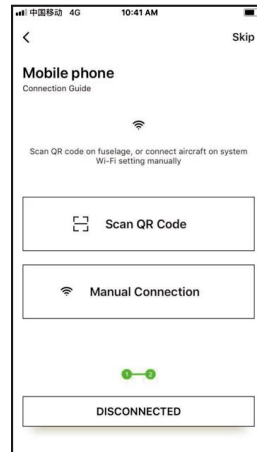 中国移动 4G 10:41 AM
Skip
Mobile phone
Connection Guide
Scan QR code on fuselage, or connect aircraft on system
Wi-Fi setting manually
Scan QR Code
Manual Connection
1 2
DISCONNECTED